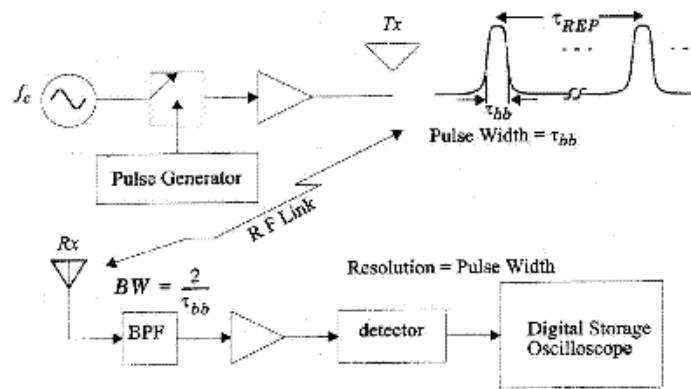 Tx
τREP
fc
τbb
Pulse Width = τbb
Pulse Generator
R F Link
Rx
Resolution = Pulse Width
BW = 2/τbb
BPF
detector
Digital Storage
Oscilloscope